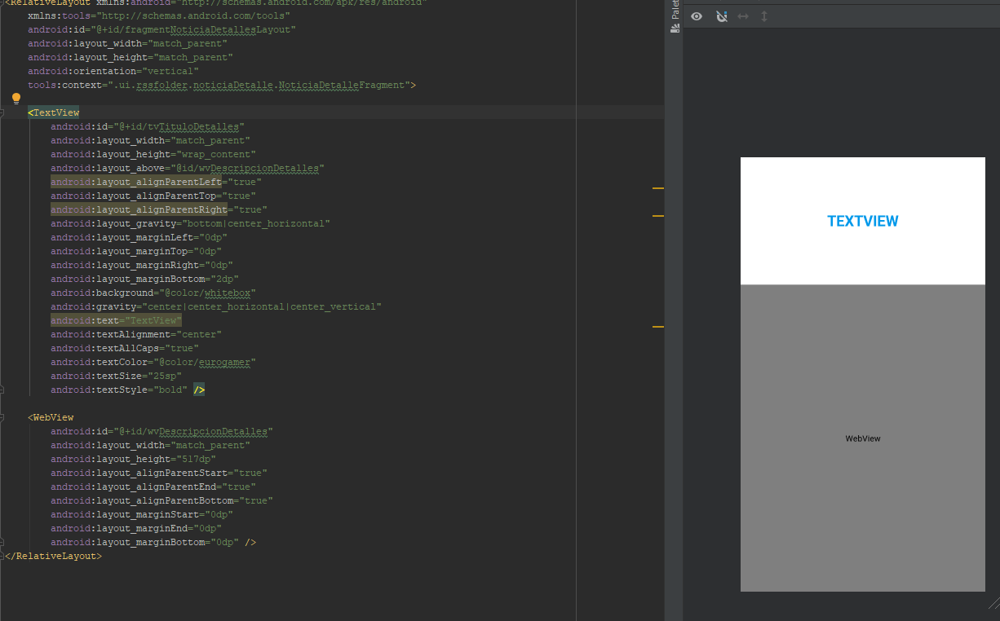 <RelativeLayout xmlns:android="http://schemas.android.com/apk/res/android"
xmlns:tools="http://schemas.android.com/tools"
android:id="@+id/fragmentNoticiaDetallesLayout"
android:layout_width="match_parent"
android:layout_height="match_parent"
android:orientation="vertical"
tools:context=".ui.rssfolder.noticiaDetalle.NoticiaDetalleFragment">
<TextView
android:id="@+id/tvTituloDetalles"
android:layout_width="match_parent"
android:layout_height="wrap_content"
android:layout_above="@id/wvDescripcionDetalles"
android:layout_alignParentLeft="true"
android:layout_alignParentTop="true"
android:layout_alignParentRight="true"
android:layout_gravity="bottom|center_horizontal"
android:layout_marginLeft="0dp"
android:layout_marginTop="0dp"
android:layout_marginRight="0dp"
android:layout_marginBottom="2dp"
android:background="@color/whitebox"
android:gravity="center|center_horizontal|center_vertical"
android:text="TextView"
android:textAlignment="center"
android:textAllCaps="true"
android:textColor="@color/eurogamer"
android:textSize="25sp"
android:textStyle="bold" />
<WebView
android:id="@+id/wvDescripcionDetalles"
android:layout_width="match_parent"
android:layout_height="517dp"
android:layout_alignParentStart="true"
android:layout_alignParentEnd="true"
android:layout_alignParentBottom="true"
android:layout_marginStart="0dp"
android:layout_marginEnd="0dp"
android:layout_marginBottom="0dp" />
</RelativeLayout>
Palet
TEXTVIEW
WebView